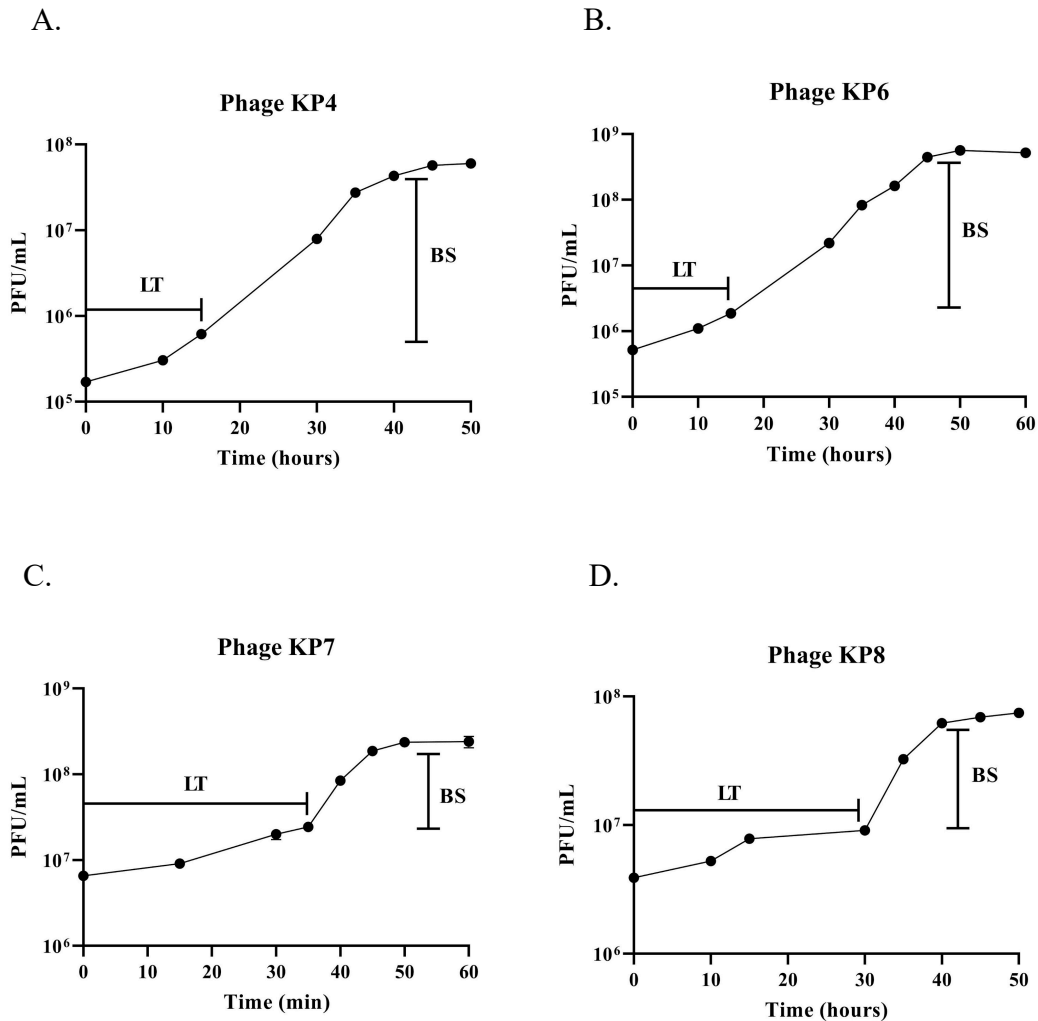 A.
Phage KP4
10⁸
10⁷
10⁶
10⁵
PFU/mL
LT
BS
0 10 20 30 40 50
Time (hours)
B.
Phage KP6
10⁹
10⁸
10⁷
10⁶
10⁵
PFU/mL
LT
BS
0 10 20 30 40 50 60
Time (hours)
C.
Phage KP7
10⁹
10⁸
10⁷
10⁶
PFU/mL
LT
BS
0 10 20 30 40 50 60
Time (min)
D.
Phage KP8
10⁸
10⁷
10⁶
PFU/mL
LT
BS
0 10 20 30 40 50
Time (hours)